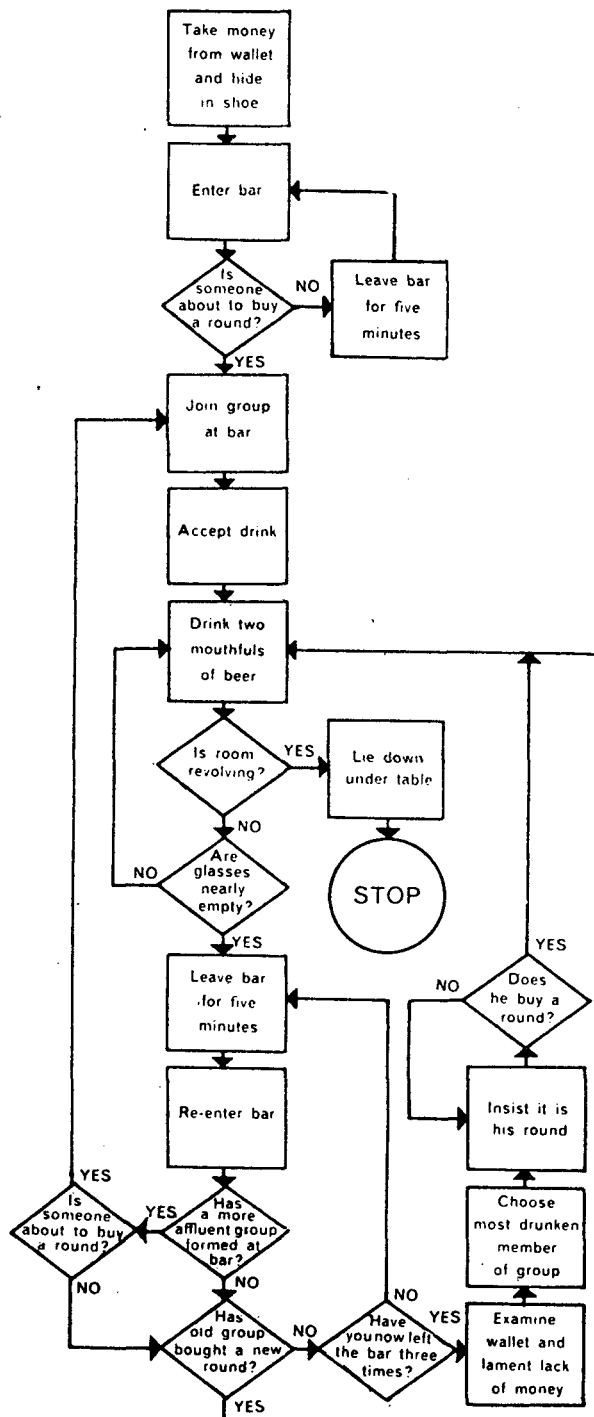 Take money
from wallet
and hide
in shoe
Enter bar
Is
someone
about to buy
a round?
NO
Leave bar
for five
minutes
YES
Join group
at bar
Accept drink
Drink two
mouthfuls
of beer
Is room
revolving?
YES
Lie down
under table
NO
STOP
Are
glasses
nearly
empty?
NO
YES
Leave bar
for five
minutes
Re-enter bar
Has
a more
affluent group
formed at
bar?
YES
Is
someone
about to buy
a round?
YES
NO
NO
Has
old group
bought a new
round?
NO
YES
Have
you now left
the bar three
times?
NO
YES
Examine
wallet and
lament lack
of money
Choose
most drunken
member
of group
Insist it is
his round
Does
he buy a
round?
NO
YES